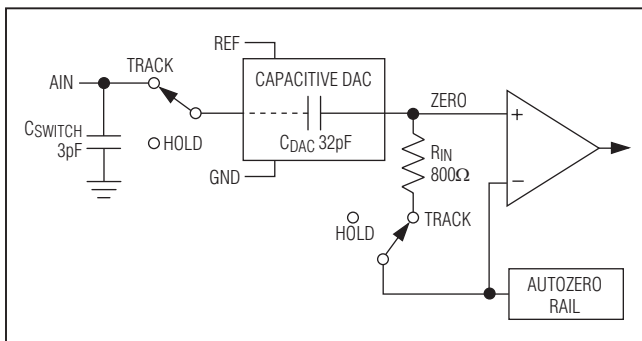 REF
CAPACITIVE DAC
AIN
TRACK
ZERO
+
CSWITCH
3pF
HOLD
CDAC 32pF
RIN
800Ω
−
GND
HOLD
TRACK
AUTOZERO
RAIL